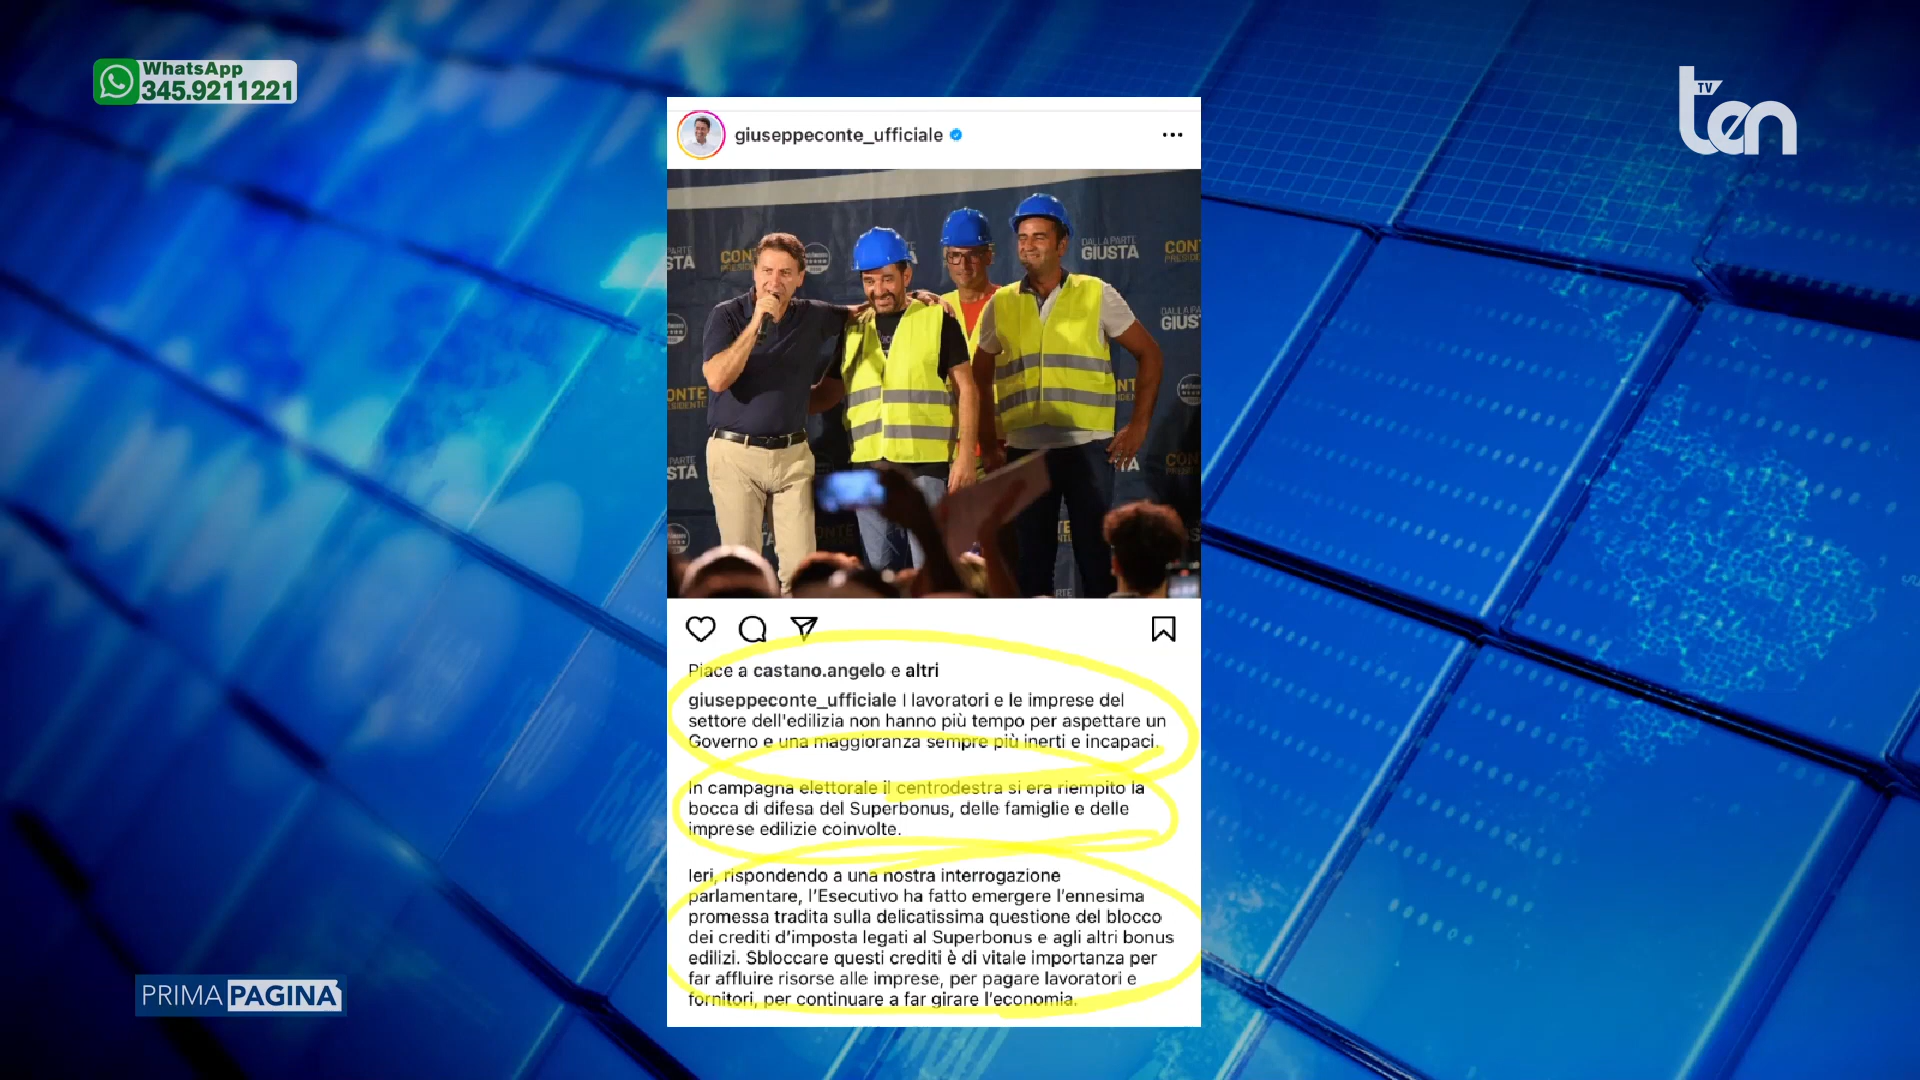 WhatsApp
345.9211221
TV
ten
giuseppeconte_ufficiale
DALLA PARTE
GIUSTA
CONTE
Piace a castano.angelo e altri
giuseppeconte_ufficiale I lavoratori e le imprese del
settore dell'edilizia non hanno più tempo per aspettare un
Governo e una maggioranza sempre più inerti e incapaci.
In campagna elettorale il centrodestra si era riempito la
bocca di difesa del Superbonus, delle famiglie e delle
imprese edilizie coinvolte.
Ieri, rispondendo a una nostra interrogazione
parlamentare, l'Esecutivo ha fatto emergere l'ennesima
promessa tradita sulla delicatissima questione del blocco
dei crediti d'imposta legati al Superbonus e agli altri bonus
edilizi. Sbloccare questi crediti è di vitale importanza per
far affluire risorse alle imprese, per pagare lavoratori e
fornitori, per continuare a far girare l'economia.
PRIMA PAGINA